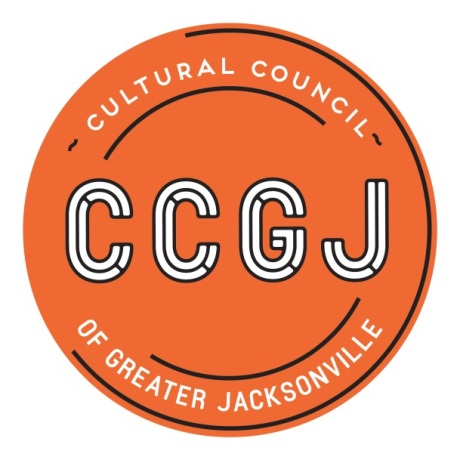 CULTURAL COUNCIL
CCGJ
OF GREATER JACKSONVILLE